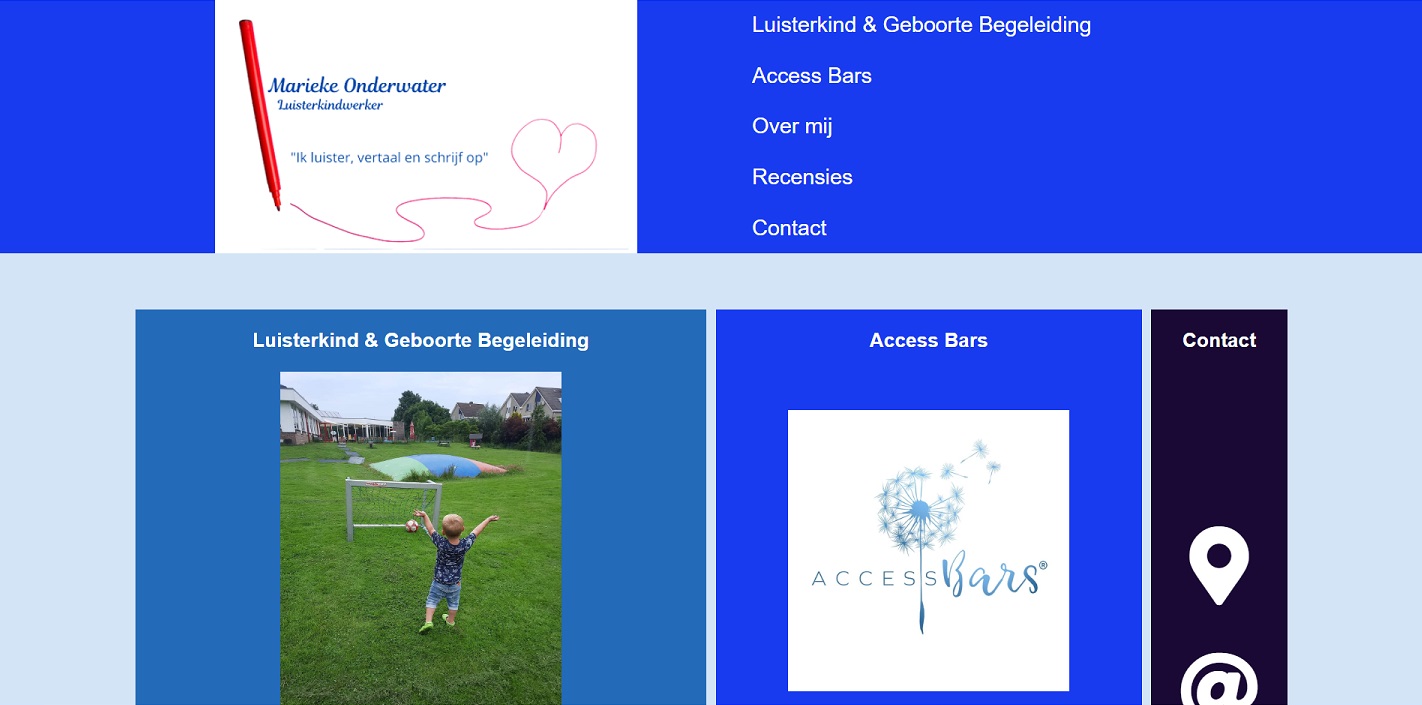 Marieke Onderwater
Luisterkindwerker
"Ik luister, vertaal en schrijf op"
Luisterkind & Geboorte Begeleiding
Access Bars
Over mij
Recensies
Contact
Luisterkind & Geboorte Begeleiding
Access Bars
ACCESS Bars®
Contact
@